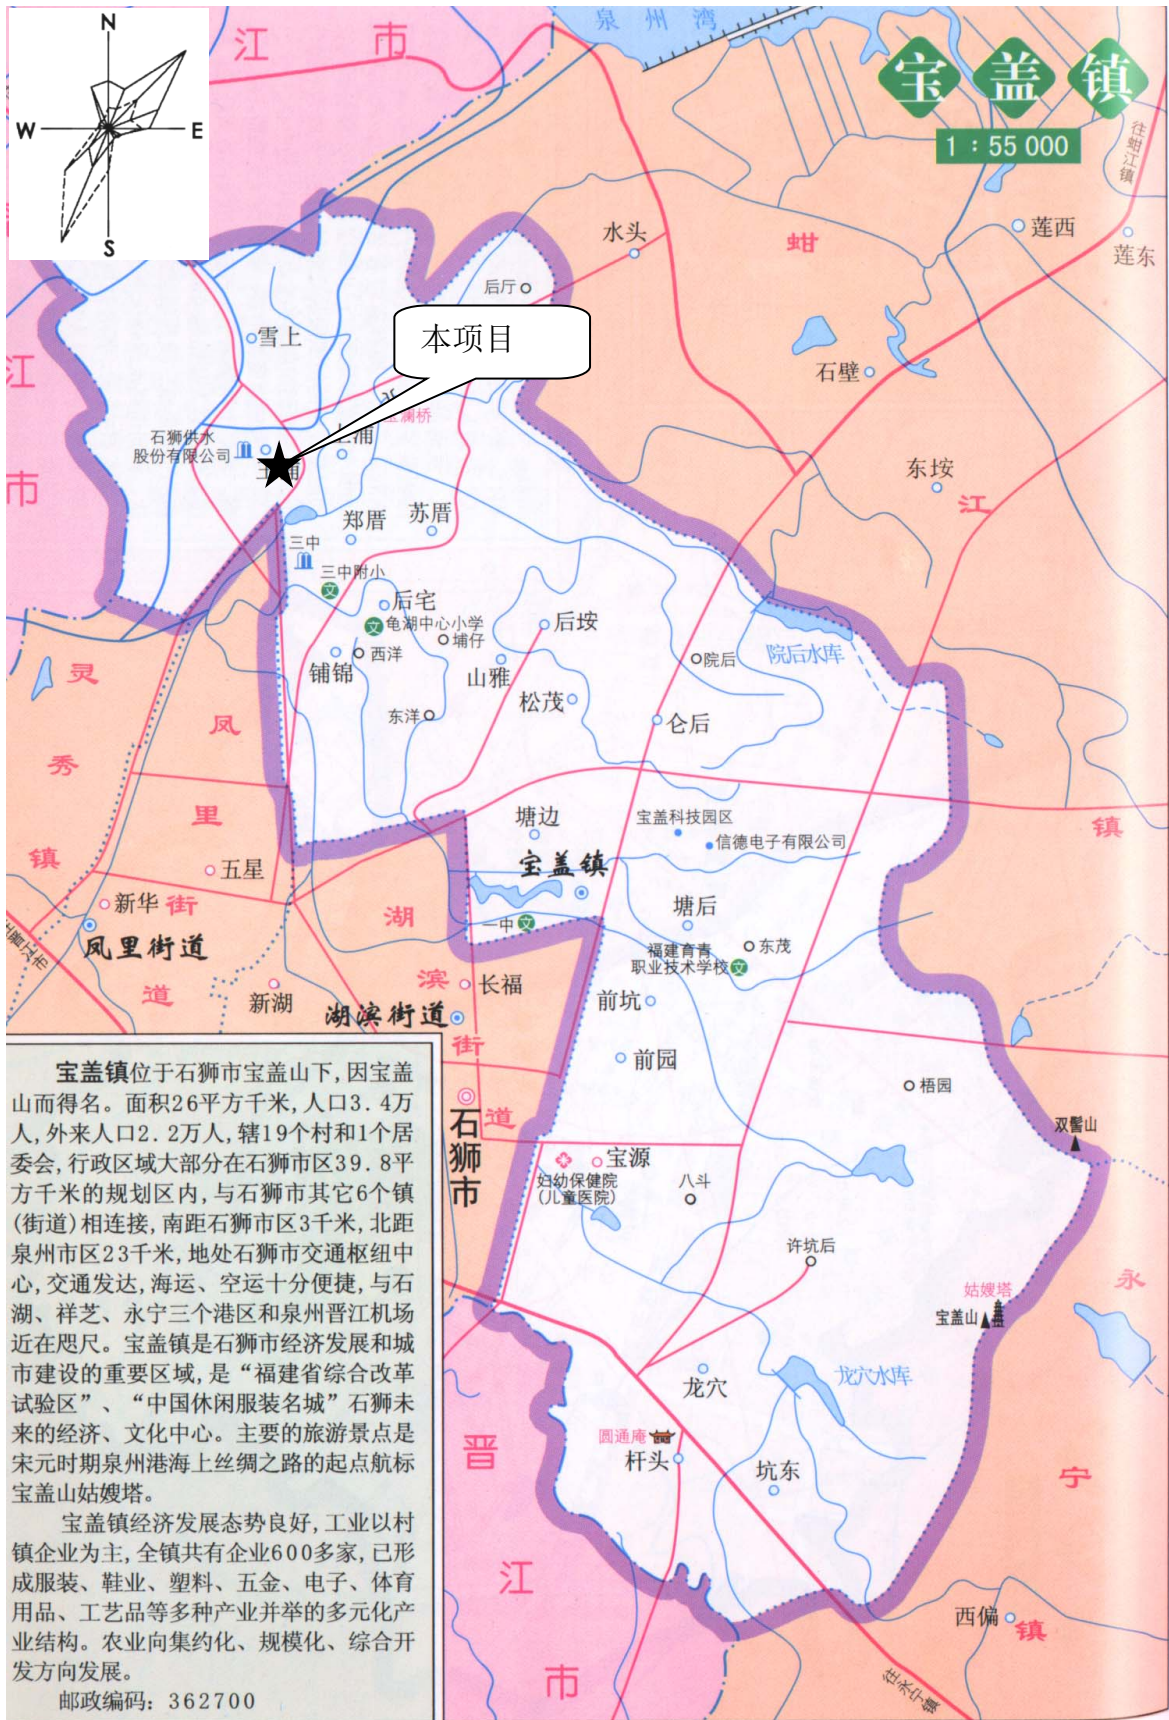 N
W
E
S
江 市
泉 州 湾
宝 盖 镇
1：55 000
往蚶江镇
水头
蚶
莲西
莲东
后厅
雪上
江
本项目
石壁
石狮供水
股份有限公司
东垵
江
市
郑厝
苏厝
三中
三中附小
后宅
龟湖中心小学
埔仔
西洋
铺锦
后垵
山雅
院后
院后水库
松茂
东洋
仑后
灵
秀
镇
凤
里
街
道
塘边
宝盖科技园区
信德电子有限公司
镇
宝盖镇
五星
新华
凤里街道
湖
滨
街
道
一中
塘后
东茂
福建育青
职业技术学校
前坑
长福
新湖
湖滨街道
前园
梧园
双髻山
石狮市
宝源
妇幼保健院
(儿童医院)
八斗
许坑后
永
姑嫂塔
宝盖山
龙穴
龙穴水库
晋
圆通庵
杆头
坑东
宁
江
西偏
镇
市
往永宁镇
宝盖镇位于石狮市宝盖山下,因宝盖
山而得名。面积26平方千米,人口3.4万
人,外来人口2.2万人,辖19个村和1个居
委会,行政区域大部分在石狮市区39.8平
方千米的规划区内,与石狮市其它6个镇
(街道)相连接,南距石狮市区3千米,北距
泉州市区23千米,地处石狮市交通枢纽中
心,交通发达,海运、空运十分便捷,与石
湖、祥芝、永宁三个港区和泉州晋江机场
近在咫尺。宝盖镇是石狮市经济发展和城
市建设的重要区域,是“福建省综合改革
试验区”、“中国休闲服装名城”石狮未
来的经济、文化中心。主要的旅游景点是
宋元时期泉州港海上丝绸之路的起点航标
宝盖山姑嫂塔。
宝盖镇经济发展态势良好,工业以村
镇企业为主,全镇共有企业600多家,已形
成服装、鞋业、塑料、五金、电子、体育
用品、工艺品等多种产业并举的多元化产
业结构。农业向集约化、规模化、综合开
发方向发展。
邮政编码：362700